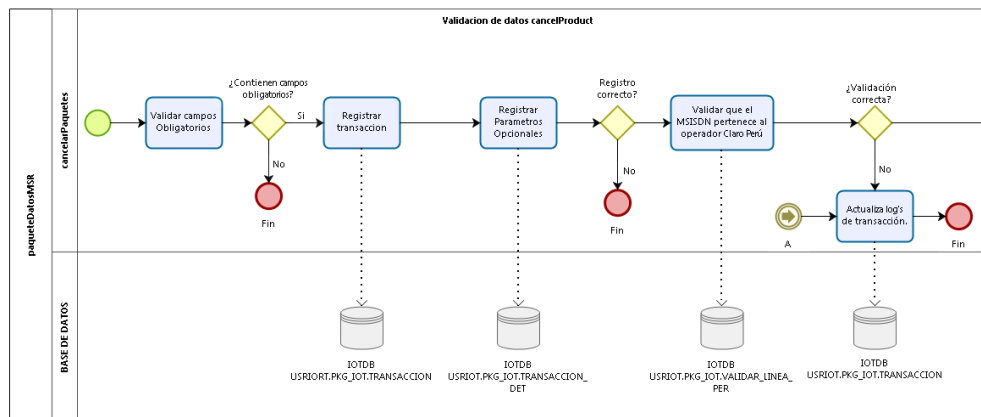 Validacion de datos cancelProduct
paqueteDatosMSR
cancelarPaquetes
Validar campos
Obligatorios
¿Contienen campos
obligatorios?
Si
No
Fin
Registrar
transaccion
Registrar
Parametros
Opcionales
Registro
correcto?
No
Fin
Validar que el
MSISDN pertenece al
operador Claro Perú
¿Validación
correcta?
No
A
Actualiza log's
de transacción.
Fin
BASE DE DATOS
IOTDB
USRIORT.PKG_IOT.TRANSACCION
IOTDB
USRIOT.PKG_IOT.TRANSACCION_
DET
IOTDB
USRIOT.PKG_IOT.VALIDAR_LINEA_
PER
IOTDB
USRIOT.PKG_IOT.TRANSACCION